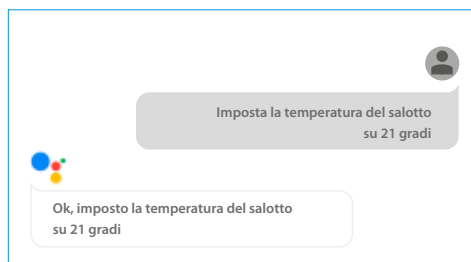 Imposta la temperatura del salotto
su 21 gradi
Ok, imposto la temperatura del salotto
su 21 gradi